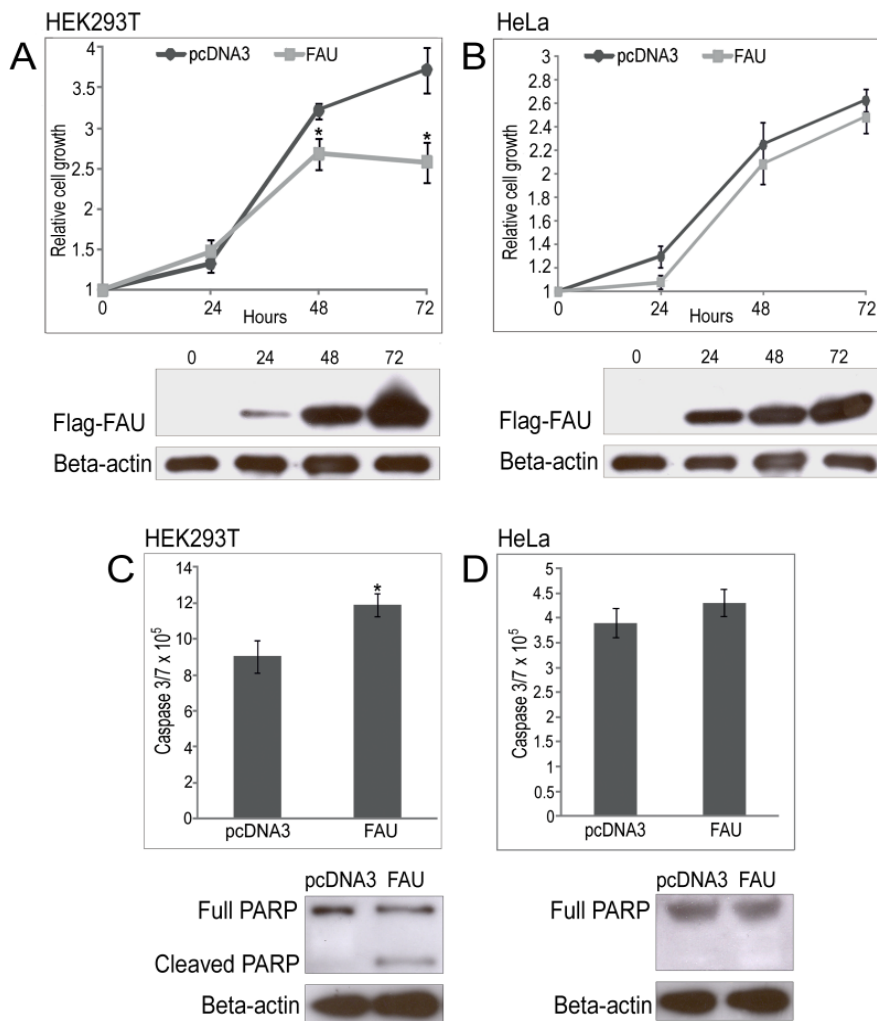 HEK293T
A
pcDNA3 FAU
Relative cell growth
4
3.5
3
2.5
2
1.5
1
* *
0 24 48 72
Hours
0 24 48 72
Flag-FAU
Beta-actin
HeLa
B
pcDNA3 FAU
Relative cell growth
3
2.8
2.6
2.4
2.2
2
1.8
1.6
1.4
1.2
1
0 24 48 72
Hours
0 24 48 72
Flag-FAU
Beta-actin
HEK293T
C
Caspase 3/7 x 10⁵
14
12
10
8
6
4
2
0
*
pcDNA3 FAU
pcDNA3 FAU
Full PARP
Cleaved PARP
Beta-actin
HeLa
D
Caspase 3/7 x 10⁵
5
4.5
4
3.5
3
2.5
2
1.5
1
0.5
0
pcDNA3 FAU
pcDNA3 FAU
Full PARP
Beta-actin